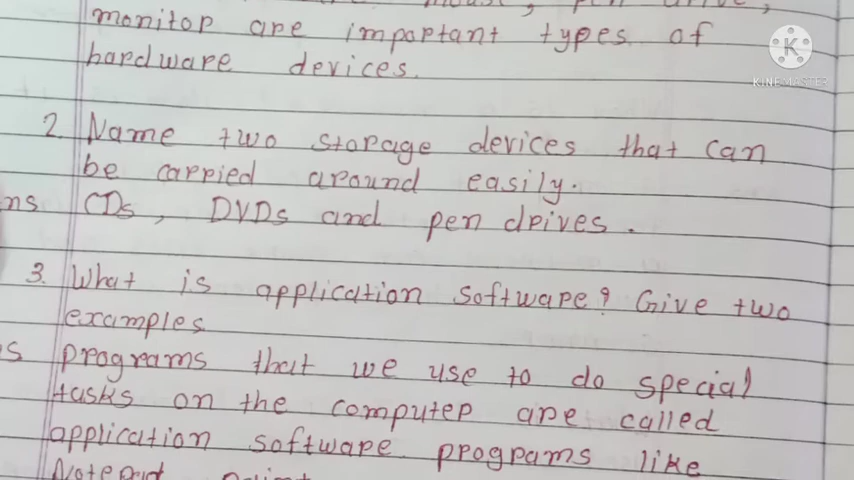 monitor are important types of
hardware devices.
2. Name two storage devices that can
be carried around easily.
ns CDs, DVDs and pen drives.
3. What is application software? Give two
examples
s programs that we use to do special
tasks on the computer are called
application software programs like
Notepad
KINEMASTER